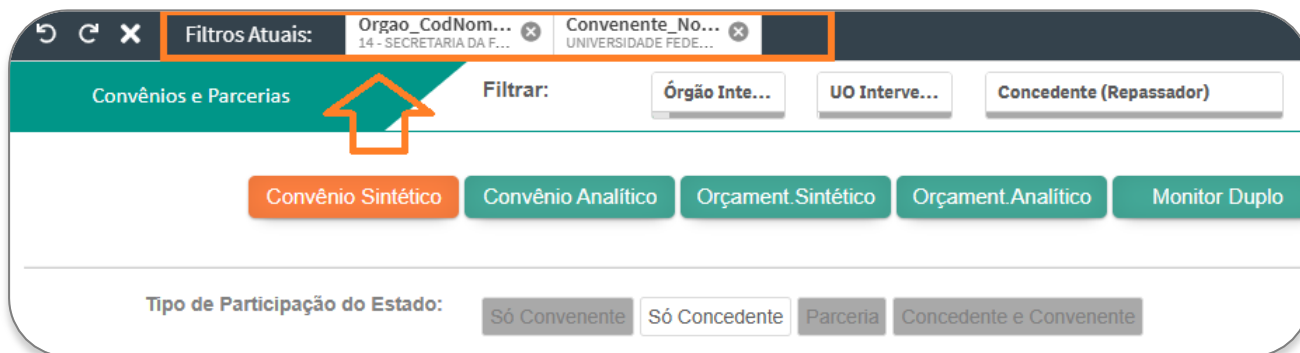 Filtros Atuais:
Orgao_CodNom...
14 - SECRETARIA DA F...
Convenente_No...
UNIVERSIDADE FEDE...
Convênios e Parcerias
Filtrar:
Órgão Inte...
UO Interve...
Concedente (Repassador)
Convênio Sintético
Convênio Analítico
Orçament.Sintético
Orçament.Analítico
Monitor Duplo
Tipo de Participação do Estado:
Só Convenente
Só Concedente
Parceria
Concedente e Convenente